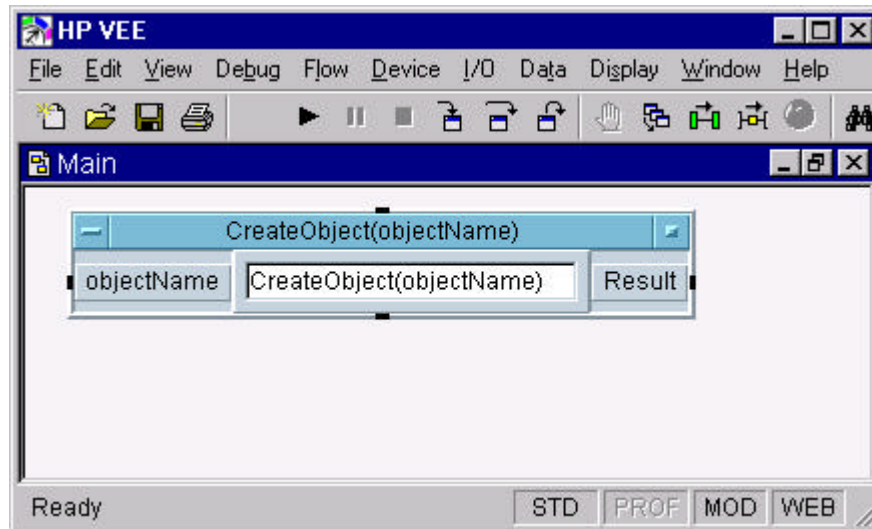 HP VEE
File Edit View Debug Flow Device I/O Data Display Window Help
Main
CreateObject(objectName)
objectName CreateObject(objectName) Result
Ready STD PROF MOD WEB